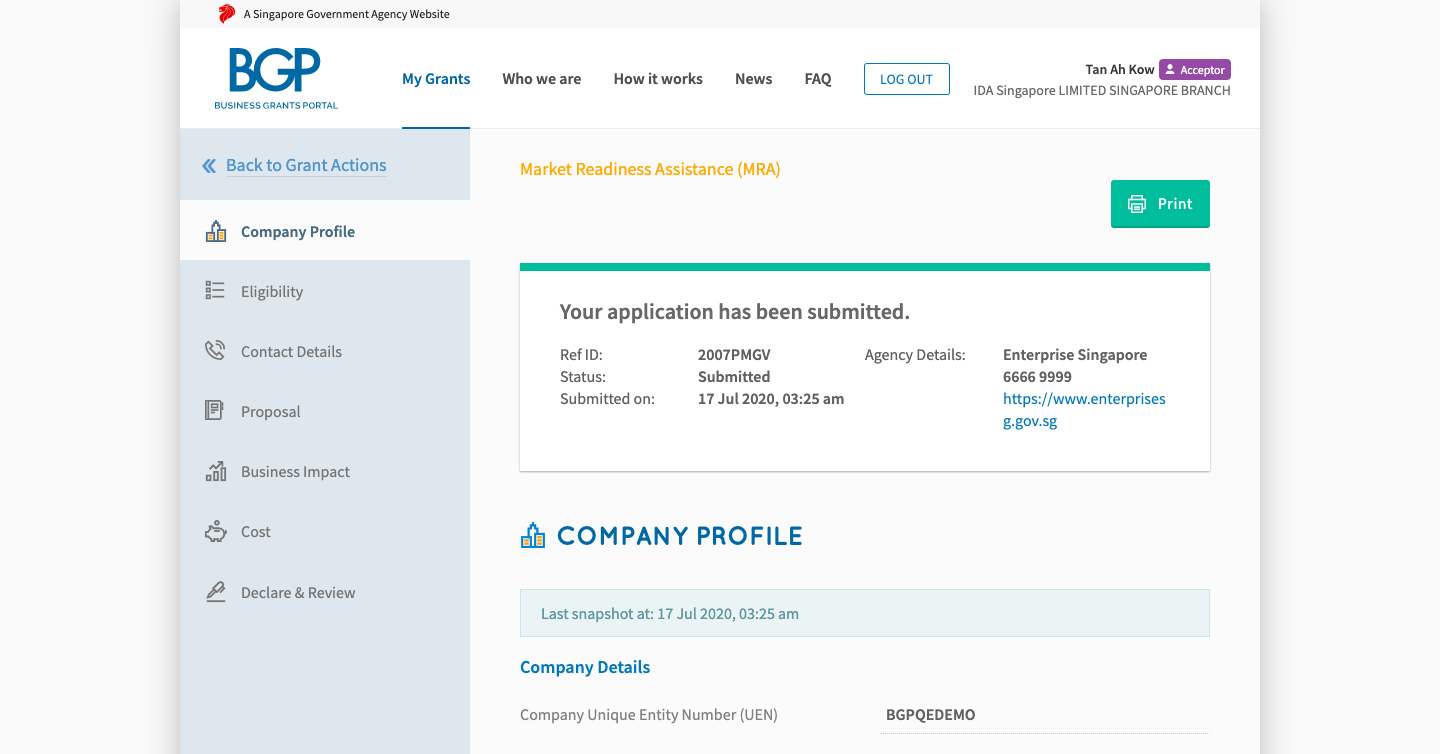 A Singapore Government Agency Website
BGP
BUSINESS GRANTS PORTAL
My Grants Who we are How it works News FAQ LOG OUT
Tan Ah Kow Acceptor
IDA Singapore LIMITED SINGAPORE BRANCH
Back to Grant Actions
Company Profile
Eligibility
Contact Details
Proposal
Business Impact
Cost
Declare & Review
Market Readiness Assistance (MRA)
Print
Your application has been submitted.
Ref ID: 2007PMGV Agency Details: Enterprise Singapore
Status: Submitted 6666 9999
Submitted on: 17 Jul 2020, 03:25 am https://www.enterprises
g.gov.sg
COMPANY PROFILE
Last snapshot at: 17 Jul 2020, 03:25 am
Company Details
Company Unique Entity Number (UEN) BGPQEDEMO